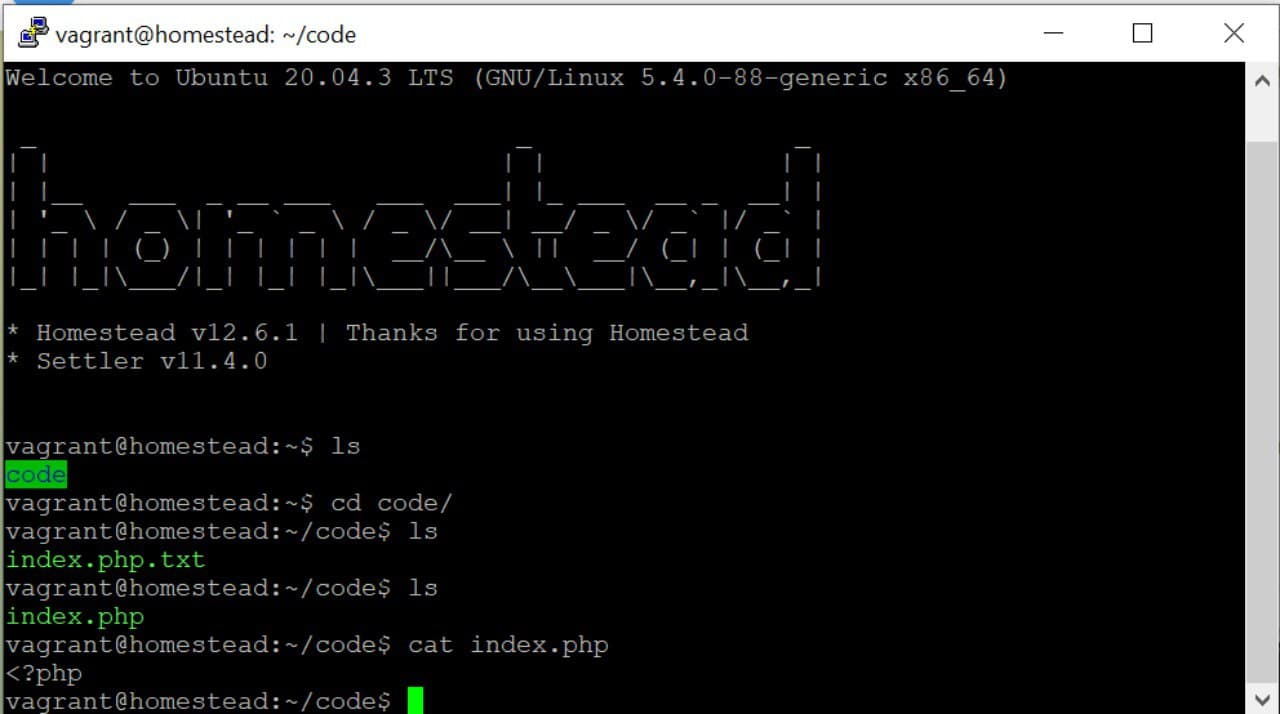 vagrant@homestead: ~/code
Welcome to Ubuntu 20.04.3 LTS (GNU/Linux 5.4.0-88-generic x86_64)
homestead
* Homestead v12.6.1 | Thanks for using Homestead
* Settler v11.4.0
vagrant@homestead:~$ ls
code
vagrant@homestead:~$ cd code/
vagrant@homestead:~/code$ ls
index.php.txt
vagrant@homestead:~/code$ ls
index.php
vagrant@homestead:~/code$ cat index.php
<?php
vagrant@homestead:~/code$